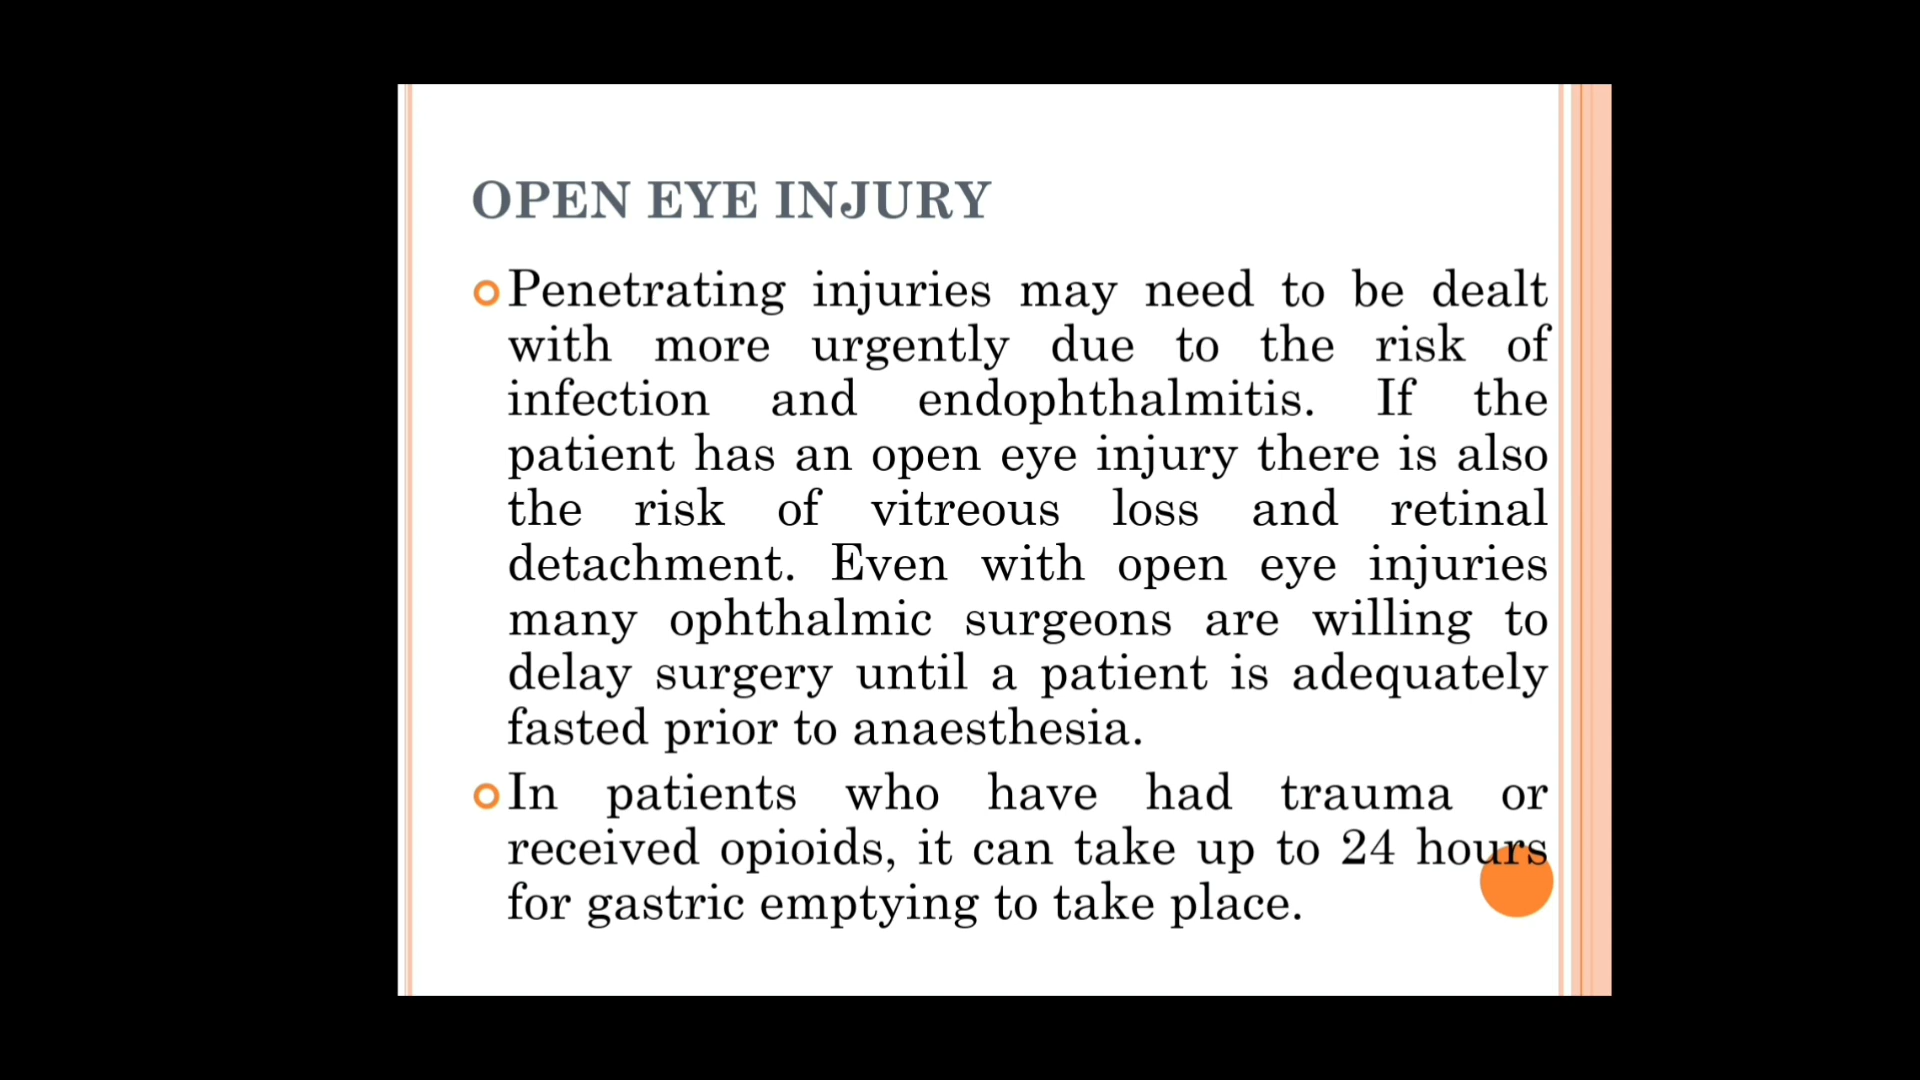 OPEN EYE INJURY
Penetrating injuries may need to be dealt
with more urgently due to the risk of
infection and endophthalmitis. If the
patient has an open eye injury there is also
the risk of vitreous loss and retinal
detachment. Even with open eye injuries
many ophthalmic surgeons are willing to
delay surgery until a patient is adequately
fasted prior to anaesthesia.
In patients who have had trauma or
received opioids, it can take up to 24 hours
for gastric emptying to take place.